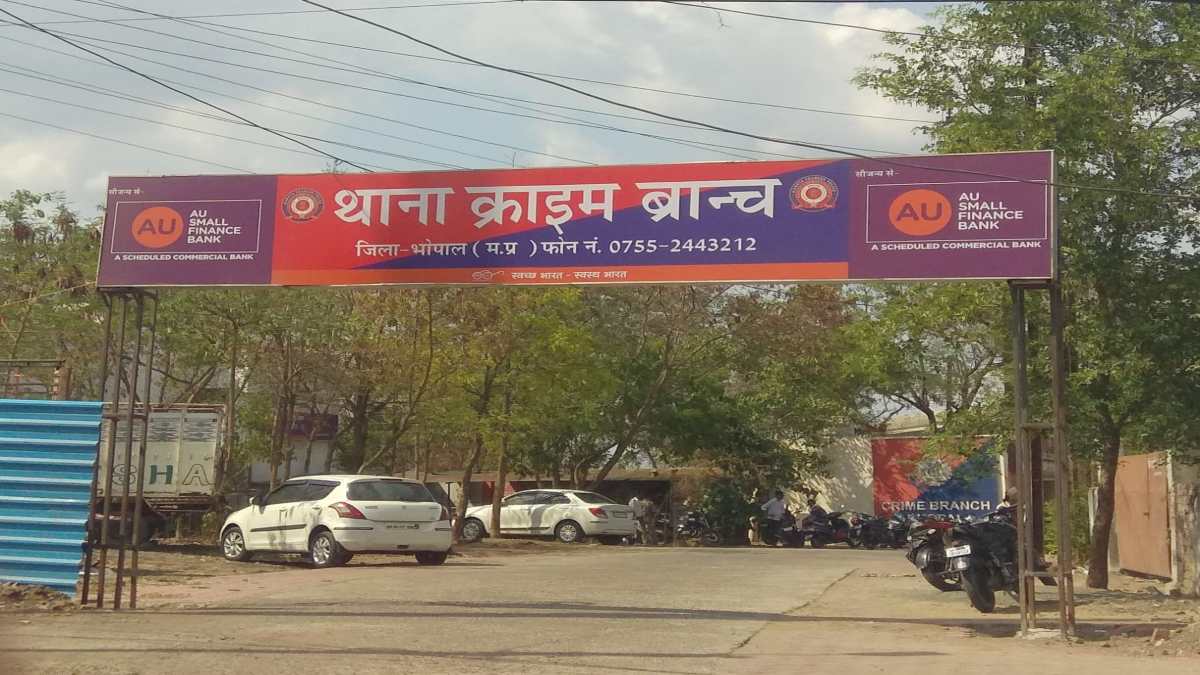 सौजन्य से-
AU
AU
SMALL
FINANCE
BANK
A SCHEDULED COMMERCIAL BANK
थाना क्राइम ब्रान्च
जिला-भोपाल ( म.प्र ) फोन नं. 0755-2443212
स्वच्छ भारत - स्वस्थ भारत
सौजन्य से-
AU
AU
SMALL
FINANCE
BANK
A SCHEDULED COMMERCIAL BANK
SHA
CRIME BRANCH